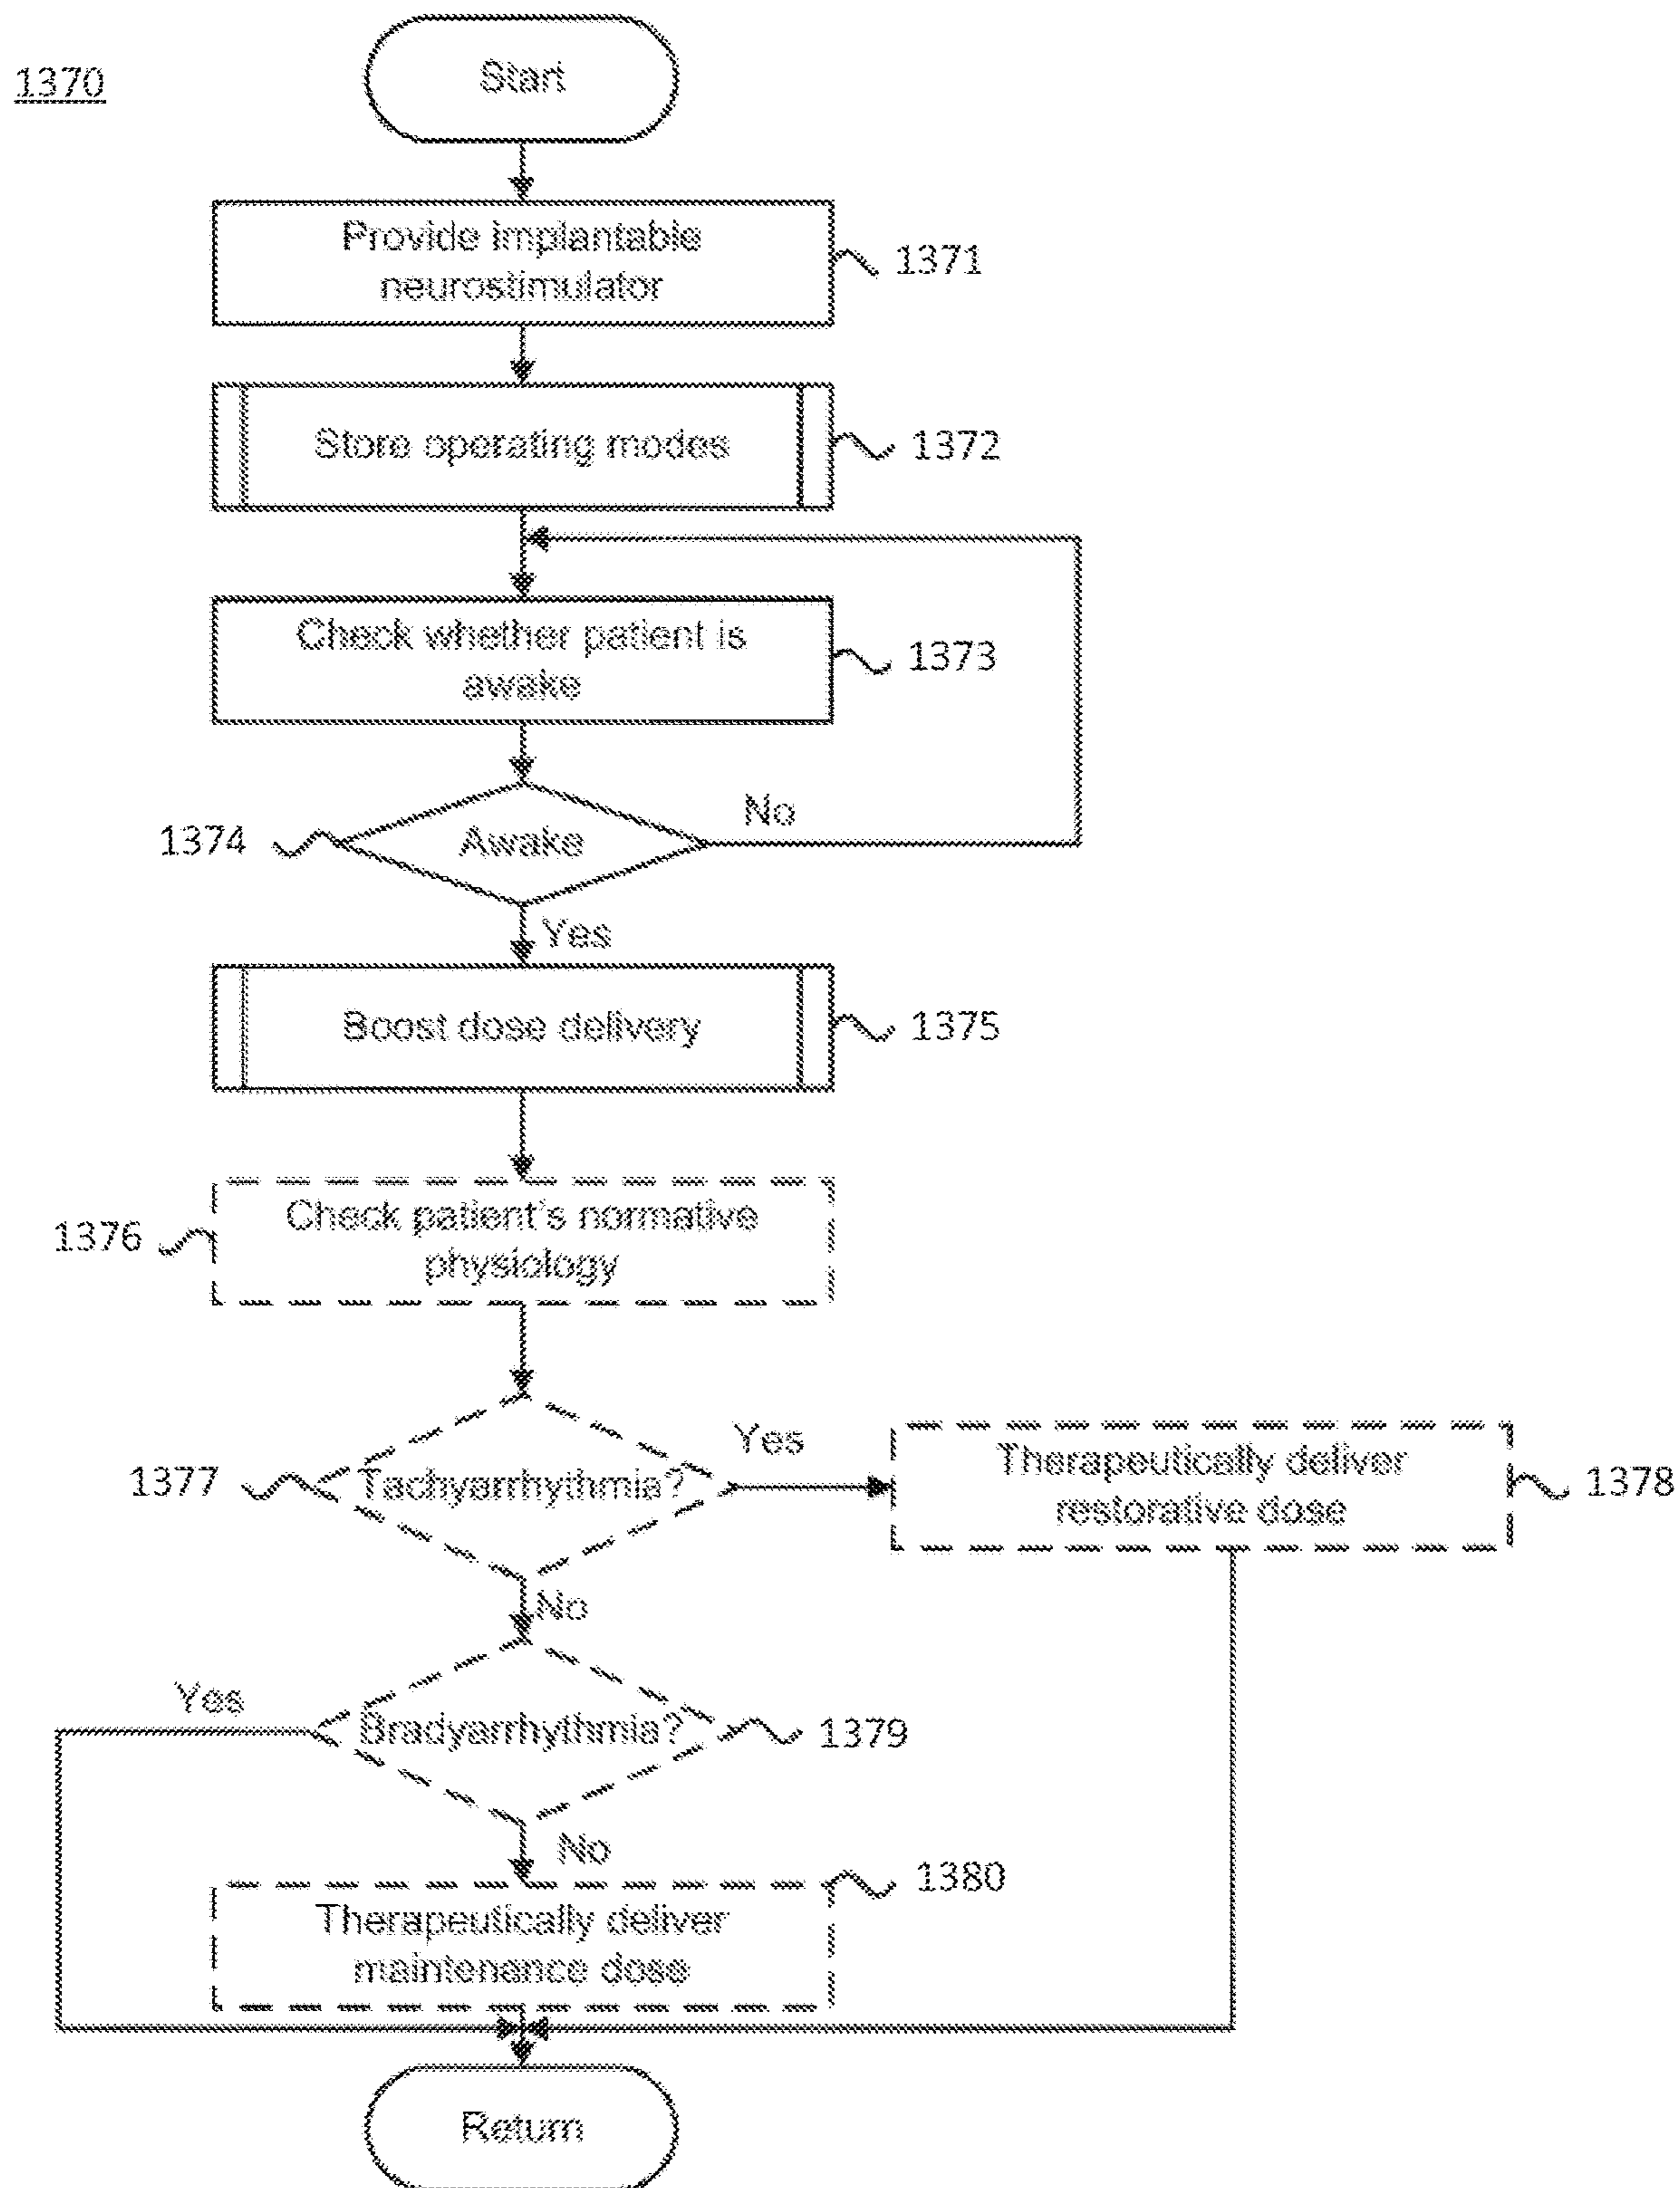 1370
Start
Provide implantable
neurostimulator
1371
Store operating modes
1372
Check whether patient is
awake
1373
1374
Awake
No
Yes
Boost dose delivery
1375
1376
Check patient's normative
physiology
1377
Tachyarrhythmia?
Yes
Therapeutically deliver
restorative dose
1378
No
Yes
Bradyarrhythmia?
1379
No
1380
Therapeutically deliver
maintenance dose
Return